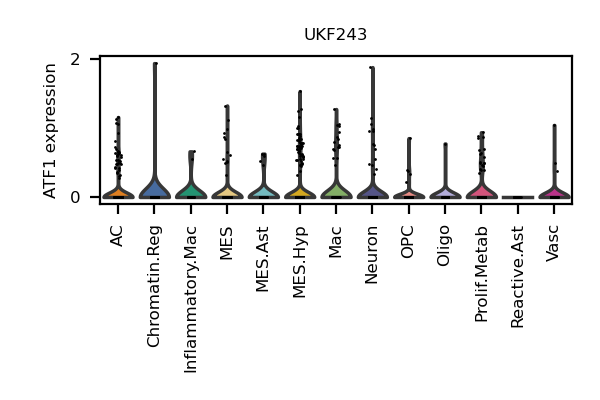 UKF243
ATF1 expression
2
0
AC
Chromatin.Reg
Inflammatory.Mac
MES
MES.Ast
MES.Hyp
Mac
Neuron
OPC
Oligo
Prolif.Metab
Reactive.Ast
Vasc